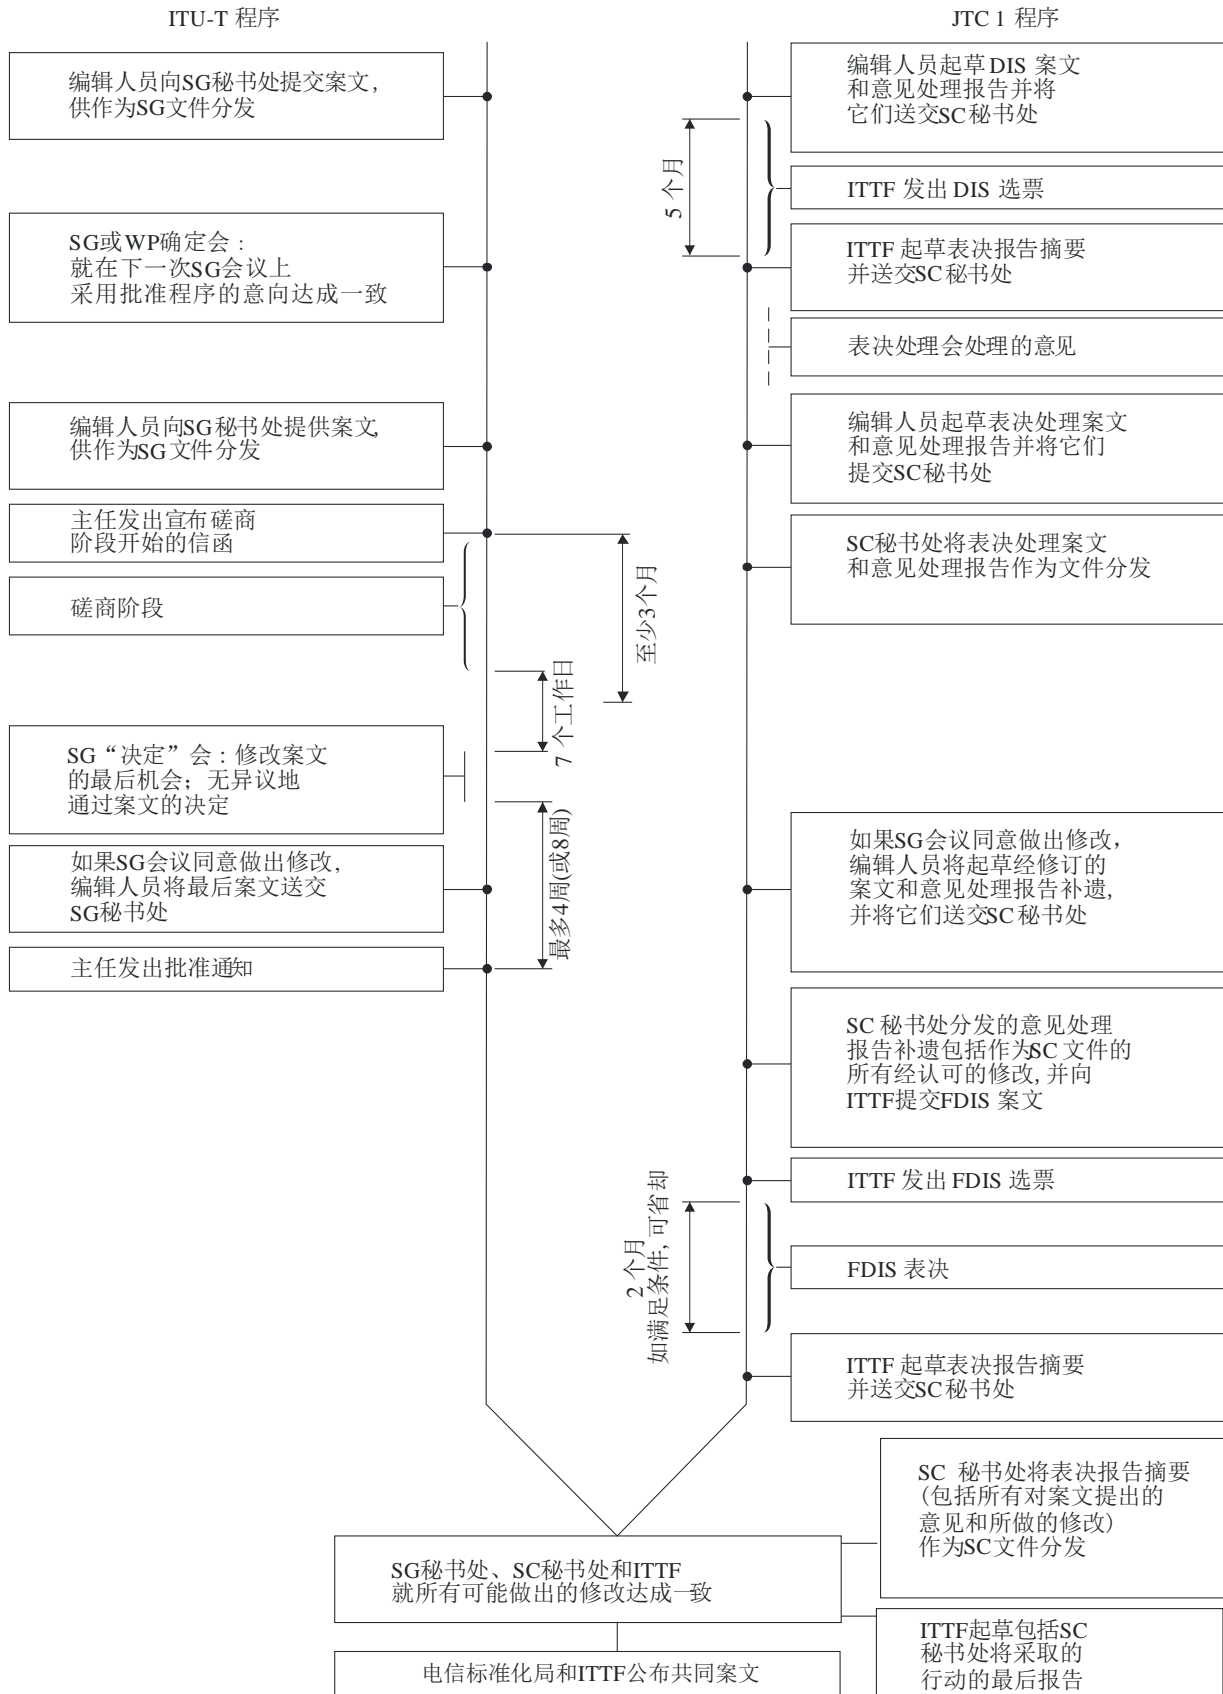 ITU-T 程序
编辑人员向SG秘书处提交案文，
供作为SG文件分发
SG或WP确定会：
就在下一次SG会议上
采用批准程序的意向达成一致
编辑人员向SG秘书处提供案文，
供作为SG文件分发
主任发出宣布磋商
阶段开始的信函
磋商阶段
至少3个月
7 个工作日
SG“决定”会：修改案文
的最后机会；无异议地
通过案文的决定
如果SG会议同意做出修改，
编辑人员将最后案文送交
SG秘书处
最多4周(或8周)
主任发出批准通知
JTC 1 程序
编辑人员起草 DIS 案文
和意见处理报告并将
它们送交SC秘书处
5 个月
ITTF 发出 DIS 选票
ITTF 起草表决报告摘要
并送交SC秘书处
表决处理会处理的意见
编辑人员起草表决处理案文
和意见处理报告并将它们
提交SC秘书处
SC秘书处将表决处理案文
和意见处理报告作为文件分发
如果SG会议同意做出修改，
编辑人员将起草经修订的
案文和意见处理报告补遗，
并将它们送交SC秘书处
SC 秘书处分发的意见处理
报告补遗包括作为SC文件的
所有经认可的修改，并向
ITTF提交FDIS 案文
ITTF 发出 FDIS 选票
2 个月
如满足条件，可省却
FDIS 表决
ITTF 起草表决报告摘要
并送交SC秘书处
SC 秘书处将表决报告摘要
(包括所有对案文提出的
意见和所做的修改)
作为SC文件分发
SG秘书处、SC秘书处和ITTF
就所有可能做出的修改达成一致
ITTF起草包括SC
秘书处将采取的
行动的最后报告
电信标准化局和ITTF公布共同案文